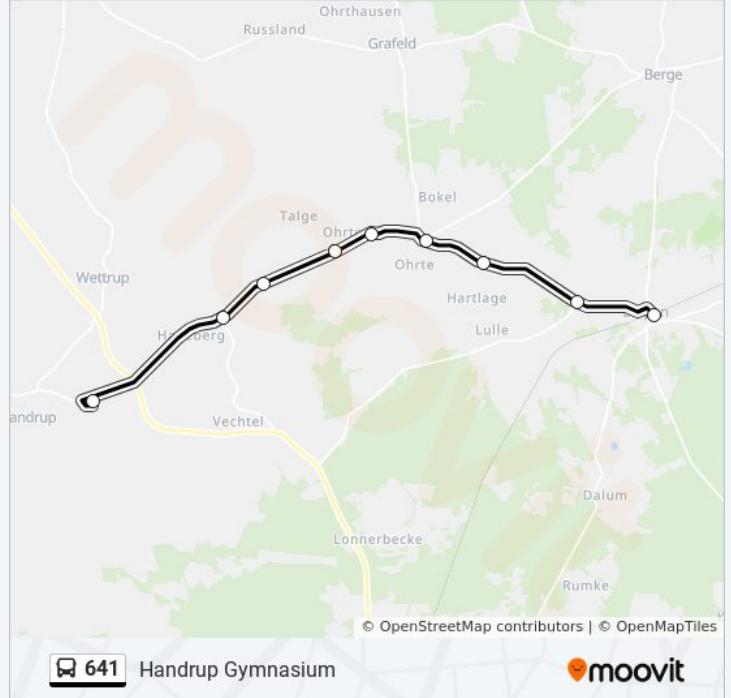 Ohrthausen
Russland
Grafeld
Berge
Bokel
Talge
Ohrte
Ohrte
Wettrup
Hartlage
Lulle
andrup
Vechtel
Dalum
Lonnerbecke
Rumke
© OpenStreetMap contributors | © OpenMapTiles
641 Handrup Gymnasium
moovit